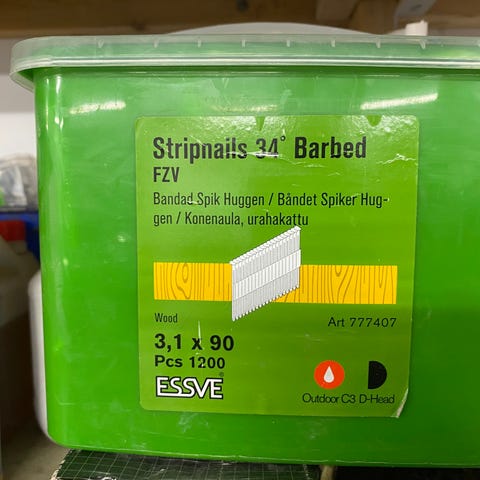 Stripnails 34° Barbed
FZV
Bandad Spik Huggen / Båndet Spiker Hug-
gen / Konenaula, urahakattu
Wood
Art 777407
3,1 x 90
Pcs 1200
ESSVE®
Outdoor C3 D-Head